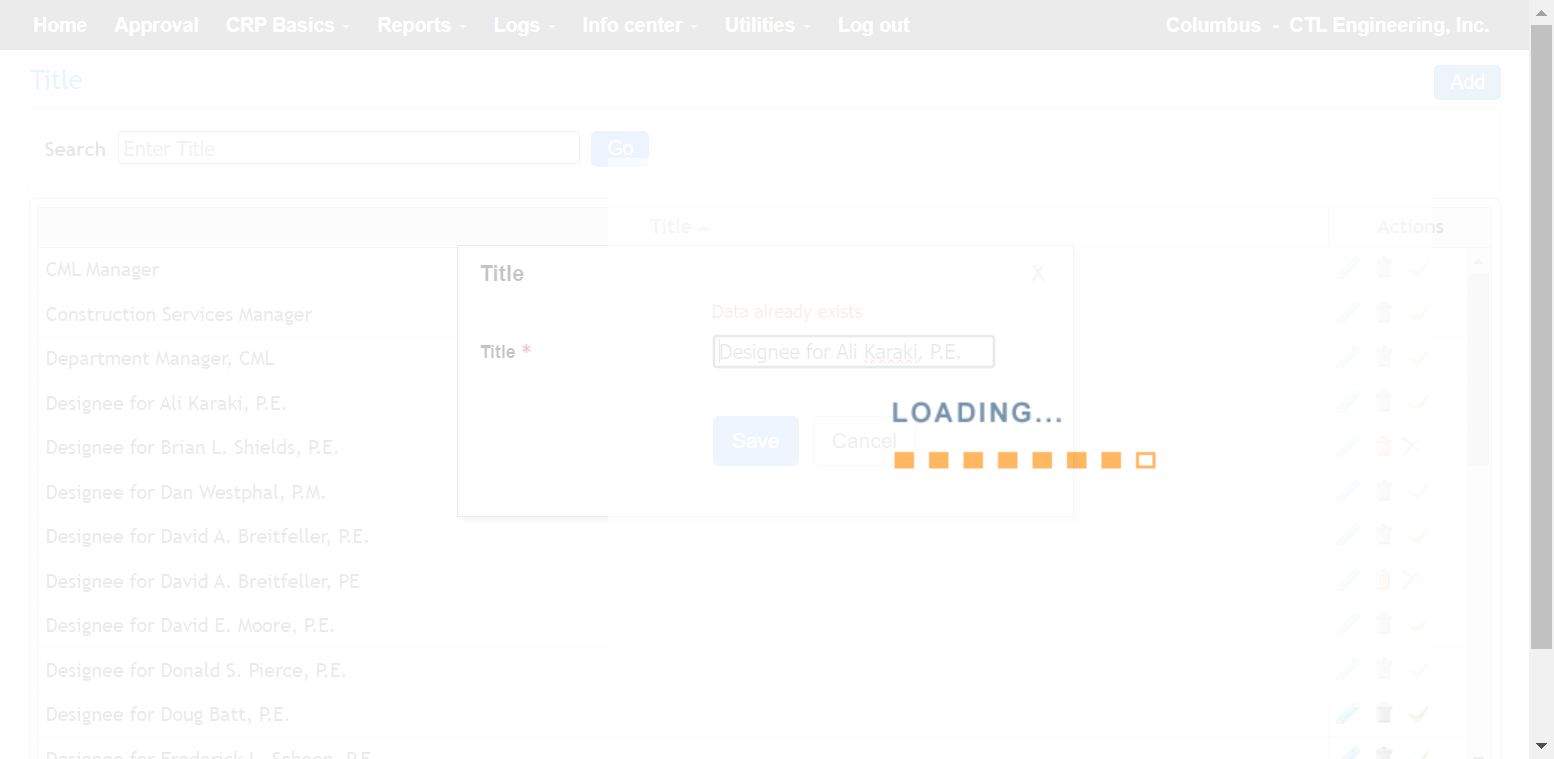 Home Approval CRP Basics Reports Logs Info center Utilities Log out Columbus - CTL Engineering, Inc.
Title Add
Search Enter Title Go
Title Actions
CML Manager
Construction Services Manager
Department Manager, CML
Designee for Ali Karaki, P.E.
Designee for Brian L. Shields, P.E.
Designee for Dan Westphal, P.M.
Designee for David A. Breitfeller, P.E.
Designee for David A. Breitfeller, PE
Designee for David E. Moore, P.E.
Designee for Donald S. Pierce, P.E.
Designee for Doug Batt, P.E.
Designee for Frederick L. Schoen, P.E.
Title X
Data already exists
Title * Designee for Ali Karaki, P.E.
Save Cancel
LOADING...